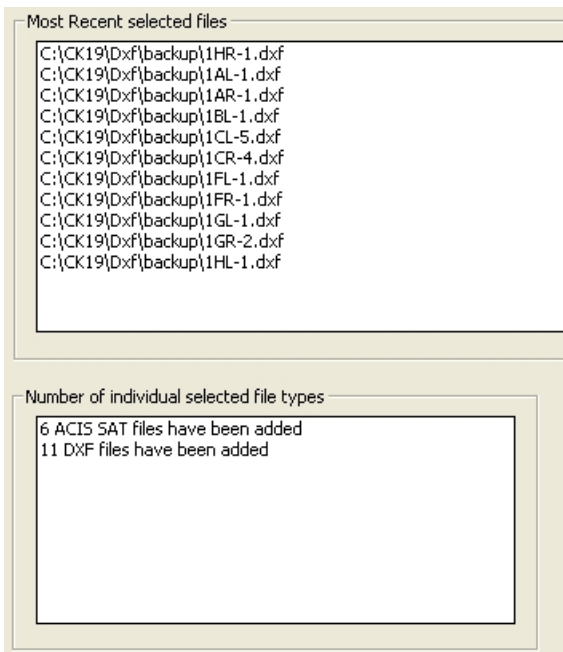 Most Recent selected files
C:\CK19\Dxf\backup\1HR-1.dxf
C:\CK19\Dxf\backup\1AL-1.dxf
C:\CK19\Dxf\backup\1AR-1.dxf
C:\CK19\Dxf\backup\1BL-1.dxf
C:\CK19\Dxf\backup\1CL-5.dxf
C:\CK19\Dxf\backup\1CR-4.dxf
C:\CK19\Dxf\backup\1FL-1.dxf
C:\CK19\Dxf\backup\1FR-1.dxf
C:\CK19\Dxf\backup\1GL-1.dxf
C:\CK19\Dxf\backup\1GR-2.dxf
C:\CK19\Dxf\backup\1HL-1.dxf
Number of individual selected file types
6 ACIS SAT files have been added
11 DXF files have been added